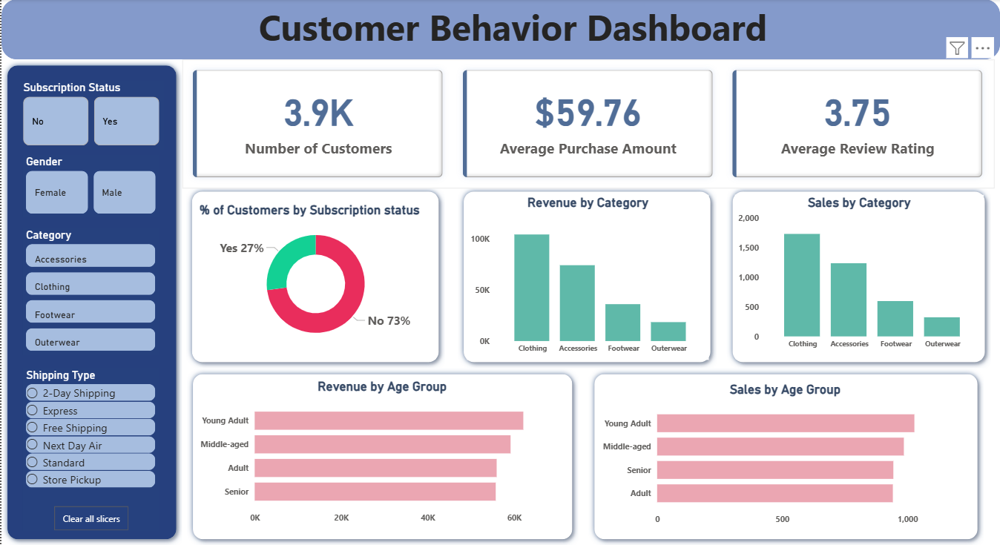 Customer Behavior Dashboard
Subscription Status
No
Yes
Gender
Female
Male
Category
Accessories
Clothing
Footwear
Outerwear
Shipping Type
2-Day Shipping
Express
Free Shipping
Next Day Air
Standard
Store Pickup
Clear all slicers
3.9K
Number of Customers
$59.76
Average Purchase Amount
3.75
Average Review Rating
% of Customers by Subscription status
Yes 27%
No 73%
Revenue by Category
100K
50K
0K
Clothing
Accessories
Footwear
Outerwear
Sales by Category
2,000
1,500
1,000
500
0
Clothing
Accessories
Footwear
Outerwear
Revenue by Age Group
Young Adult
Middle-aged
Adult
Senior
0K
20K
40K
60K
Sales by Age Group
Young Adult
Middle-aged
Senior
Adult
0
500
1,000